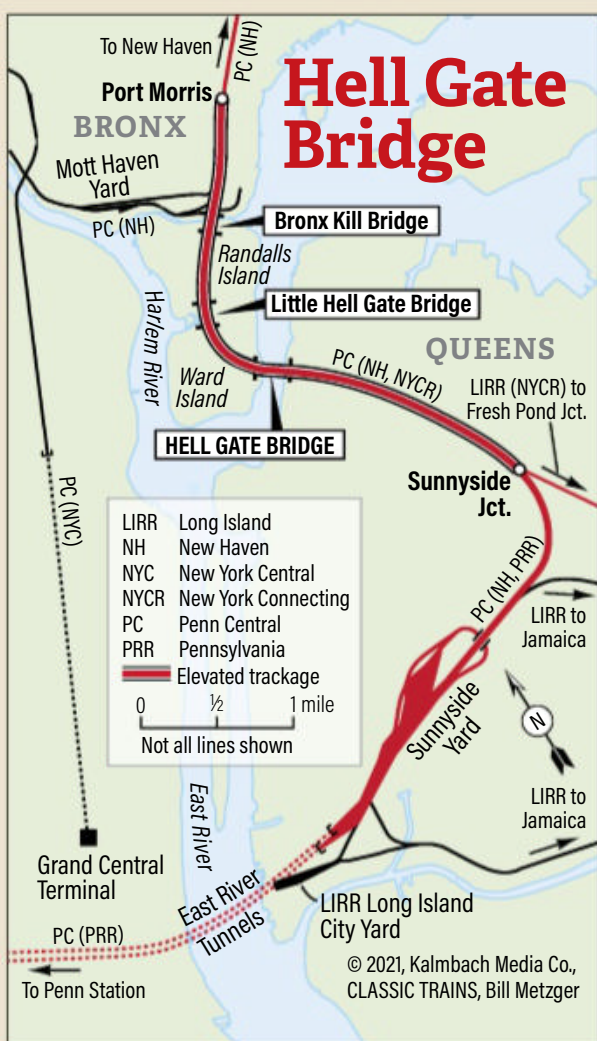 To New Haven
PC (NH)
Hell Gate
Bridge
Port Morris
BRONX
Mott Haven
Yard
PC (NH)
Bronx Kill Bridge
Randalls
Island
Little Hell Gate Bridge
Harlem River
QUEENS
PC (NH, NYCR)
Ward
Island
LIRR (NYCR) to
Fresh Pond Jct.
HELL GATE BRIDGE
Sunnyside
Jct.
PC (NYC)
LIRR Long Island
NH New Haven
NYC New York Central
NYCR New York Connecting
PC Penn Central
PRR Pennsylvania
Elevated trackage
0 ½ 1 mile
Not all lines shown
PC (NH, PRR)
LIRR to
Jamaica
Sunnyside
Yard
N
LIRR to
Jamaica
East River
Grand Central
Terminal
East River
Tunnels
LIRR Long Island
City Yard
PC (PRR)
To Penn Station
© 2021, Kalmbach Media Co.,
CLASSIC TRAINS, Bill Metzger